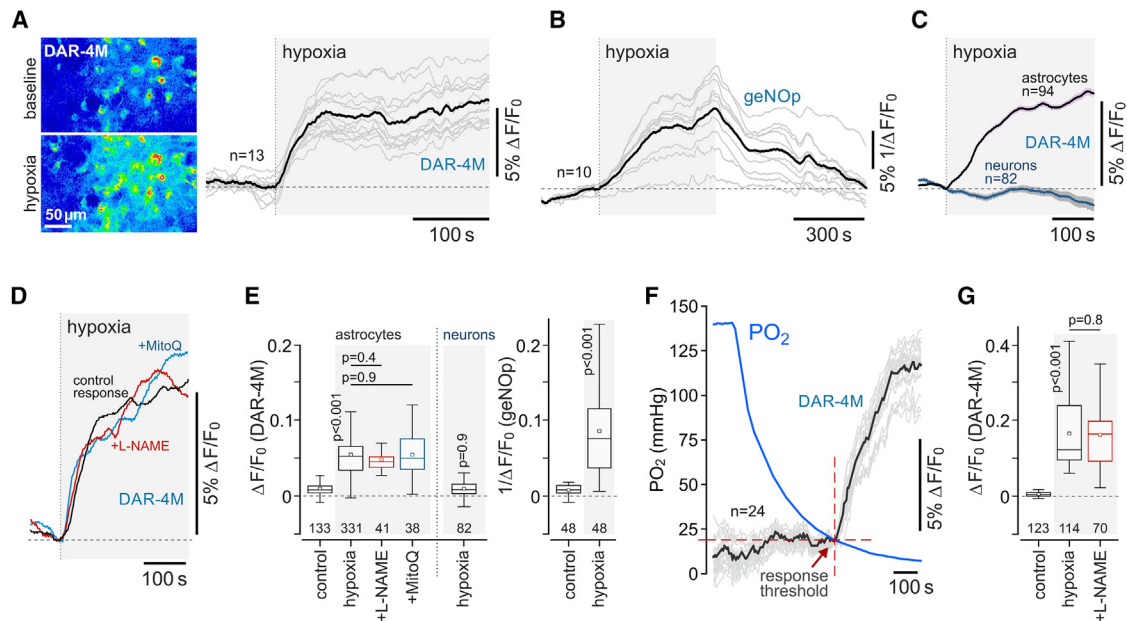 A
DAR-4M
baseline
hypoxia
50 μm
hypoxia
n=13
DAR-4M
5% Δ F/F0
100 s
B
hypoxia
geNOp
n=10
5% 1/ΔF/F0
300 s
C
hypoxia
astrocytes
n=94
DAR-4M
neurons
n=82
5% Δ F/F0
100 s
D
hypoxia
+MitoQ
control
response
+L-NAME
DAR-4M
5% Δ F/F0
100 s
E
astrocytes
neurons
p=0.4
p=0.9
p<0.001
p=0.9
ΔF/F0 (DAR-4M)
0.2
0.1
0
133
331
41
38
82
control
hypoxia
+L-NAME
+MitoQ
hypoxia
1/ΔF/F0 (geNOp)
0.2
0.1
0
p<0.001
48
48
control
hypoxia
F
150
125
100
75
50
25
0
PO2 (mmHg)
PO2
DAR-4M
n=24
response
threshold
5% Δ F/F0
100 s
G
p=0.8
p<0.001
ΔF/F0 (DAR-4M)
0.4
0.2
0
123
114
70
control
hypoxia
+L-NAME